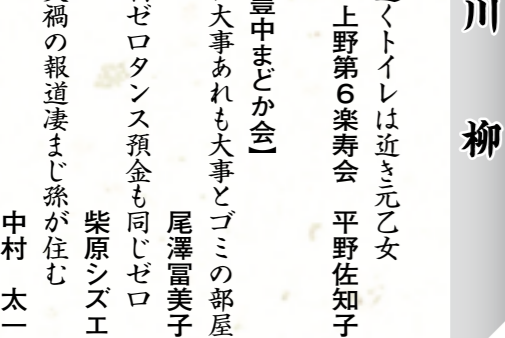 川 柳
くトイレは近き元乙女
上野第6楽寿会 平野佐知子
豊中まどか会】
大事あれも大事とゴミの部屋
尾澤冨美子
ゼロタンス預金も同じゼロ
柴原シズエ
禍の報道凄まじ孫が住む
中村 太一